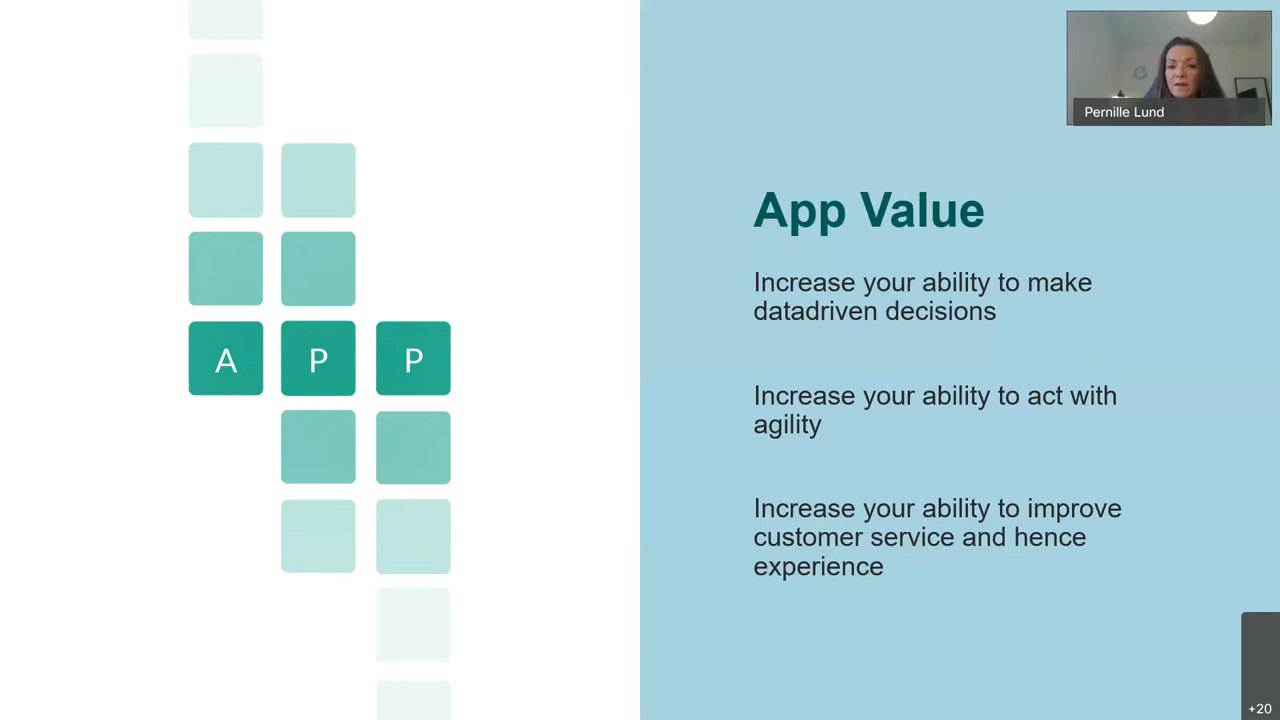 Pernille Lund
App Value
Increase your ability to make
datadriven decisions
Increase your ability to act with
agility
Increase your ability to improve
customer service and hence
experience
A P P
+20